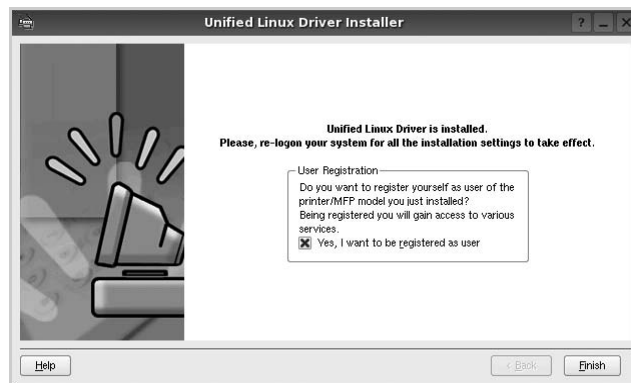 Unified Linux Driver Installer
Unified Linux Driver is installed.
Please, re-logon your system for all the installation settings to take effect.
User Registration
Do you want to register yourself as user of the
printer/MFP model you just installed?
Being registered you will gain access to various
services.
Yes, I want to be registered as user
Help
< Back
Finish